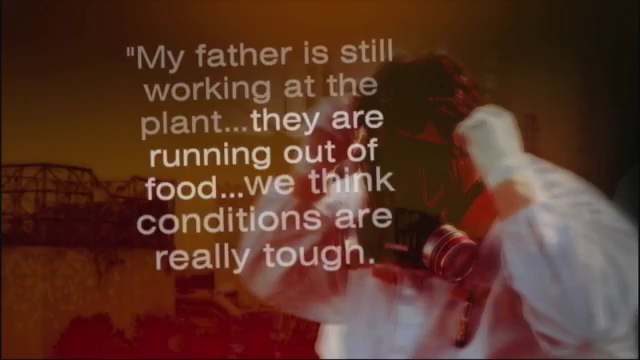 "My father is still
working at the
plant...they are
running out of
food...we think
conditions are
really tough.